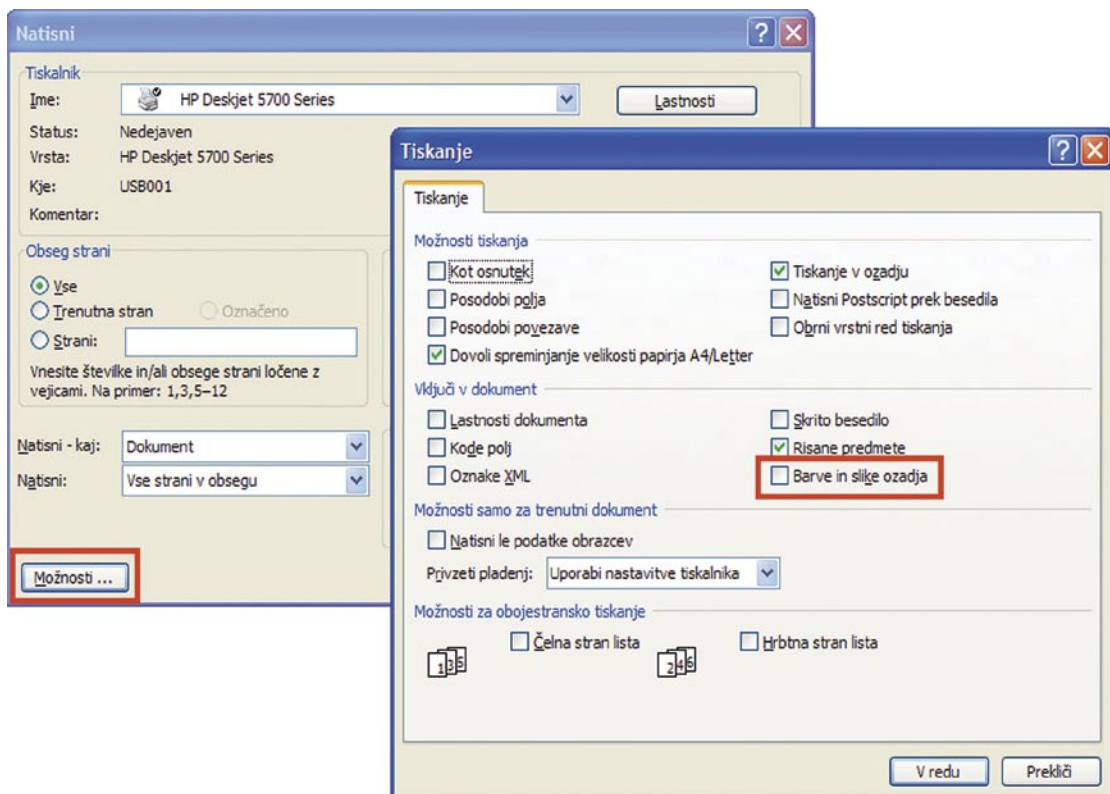 Natisni
Tiskalnik
Ime:
HP Deskjet 5700 Series
Lastnosti
Status:
Nedejaven
Vrsta:
HP Deskjet 5700 Series
Kje:
USB001
Komentar:
Obseg strani
Vse
Trenutna stran
Označeno
Strani:
Vnesite številke in/ali obsege strani ločene z
vejicami. Na primer: 1,3,5–12
Natisni - kaj:
Dokument
Natisni:
Vse strani v obsegu
Možnosti ...
Tiskanje
Tiskanje
Možnosti tiskanja
Kot osnutek
Tiskanje v ozadju
Posodobi polja
Natisni Postscript prek besedila
Posodobi povezave
Obrni vrstni red tiskanja
Dovoli spreminjanje velikosti papirja A4/Letter
Vključi v dokument
Lastnosti dokumenta
Skrito besedilo
Kode polj
Risane predmete
Oznake XML
Barve in slike ozadja
Možnosti samo za trenutni dokument
Natisni le podatke obrazcev
Privzeti pladenj:
Uporabi nastavitve tiskalnika
Možnosti za obojestransko tiskanje
1 3 5
Čelna stran lista
2 4 6
Hrbtna stran lista
V redu
Prekliči